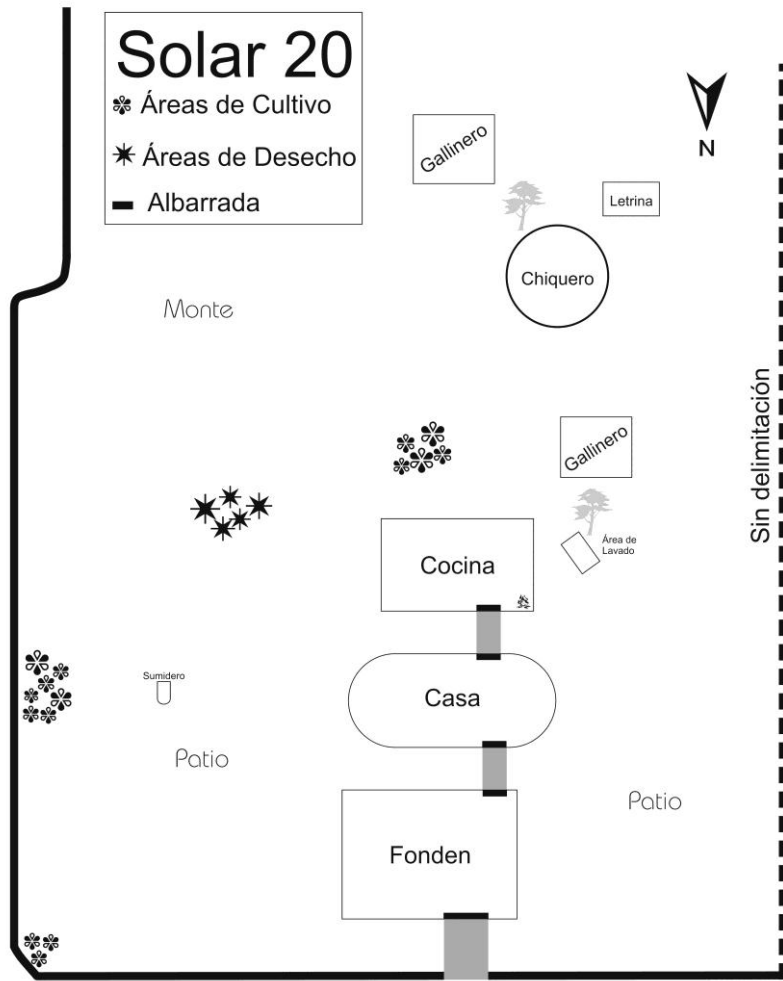 Solar 20
Áreas de Cultivo
Áreas de Desecho
Albarrada
N
Gallinero
Letrina
Chiquero
Monte
Sin delimitación
Gallinero
Área de
Lavado
Cocina
Sumidero
Casa
Patio
Patio
Fonden